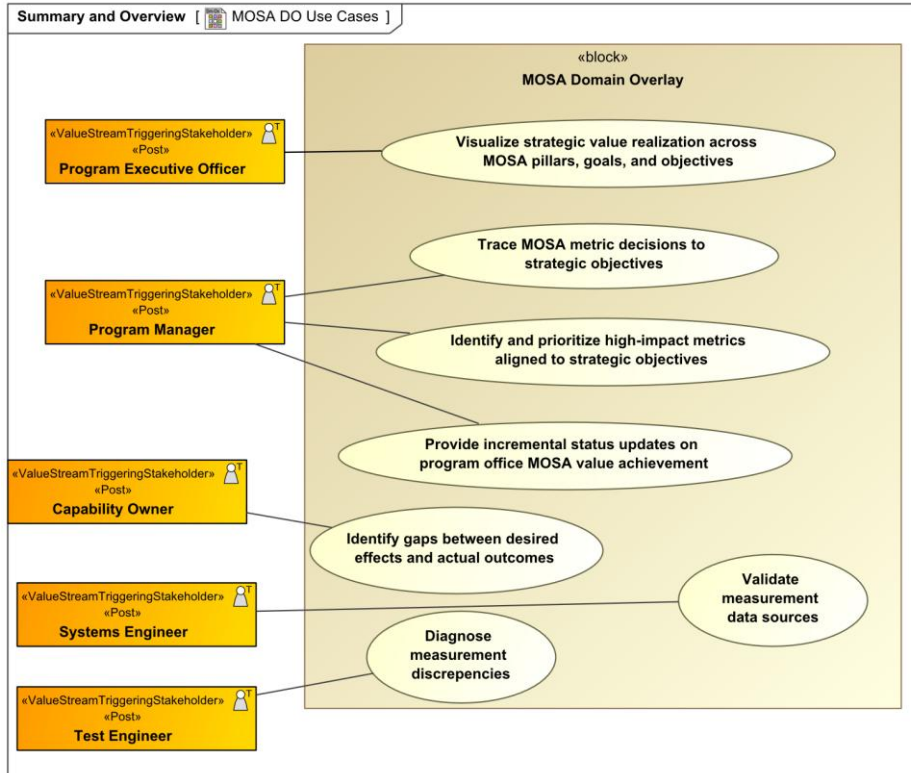 Summary and Overview [ MOSA DO Use Cases ]
«block»
MOSA Domain Overlay
«ValueStreamTriggeringStakeholder» T
«Post»
Program Executive Officer
Visualize strategic value realization across
MOSA pillars, goals, and objectives
Trace MOSA metric decisions to
strategic objectives
«ValueStreamTriggeringStakeholder» T
«Post»
Program Manager
Identify and prioritize high-impact metrics
aligned to strategic objectives
Provide incremental status updates on
program office MOSA value achievement
«ValueStreamTriggeringStakeholder» T
«Post»
Capability Owner
Identify gaps between desired
effects and actual outcomes
Validate
measurement
data sources
«ValueStreamTriggeringStakeholder» T
«Post»
Systems Engineer
Diagnose
measurement
discrepencies
«ValueStreamTriggeringStakeholder» T
«Post»
Test Engineer